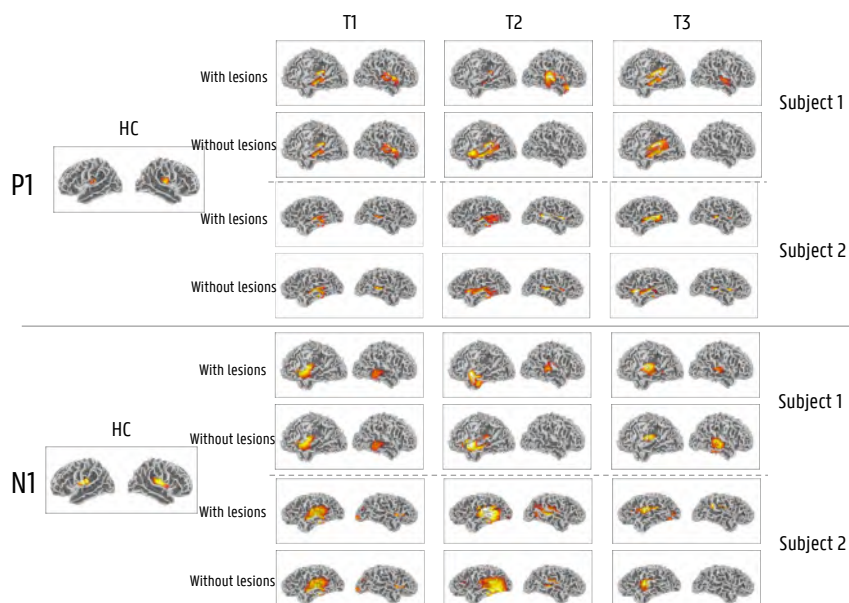 T1 T2 T3
With lesions
Subject 1
HC
Without lesions
P1
With lesions
Subject 2
Without lesions
With lesions
Subject 1
HC
Without lesions
N1
With lesions
Subject 2
Without lesions